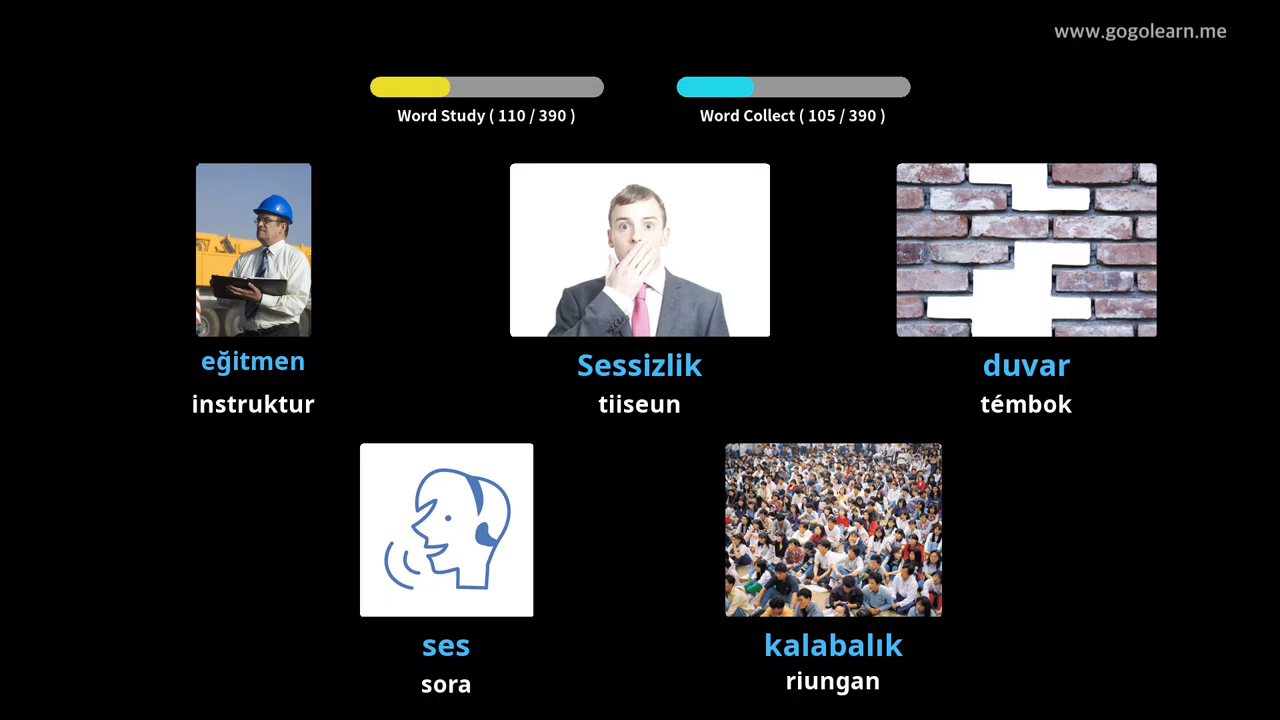 www.gogolearn.me
Word Study ( 110 / 390 )
Word Collect ( 105 / 390 )
eğitmen
instruktur
Sessizlik
tiiseun
duvar
témbok
ses
sora
kalabalık
riungan